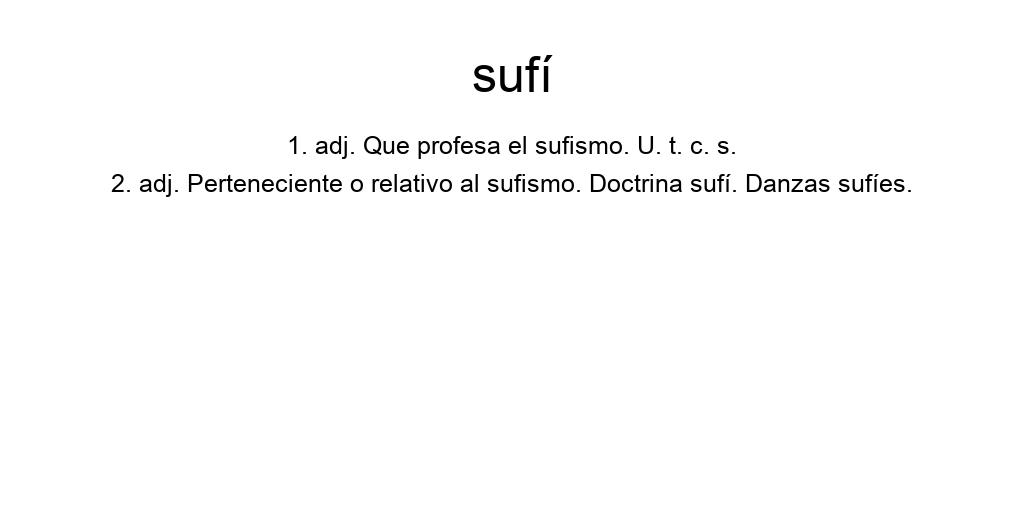 sufí
1. adj. Que profesa el sufismo. U. t. c. s.
2. adj. Perteneciente o relativo al sufismo. Doctrina sufí. Danzas sufíes.